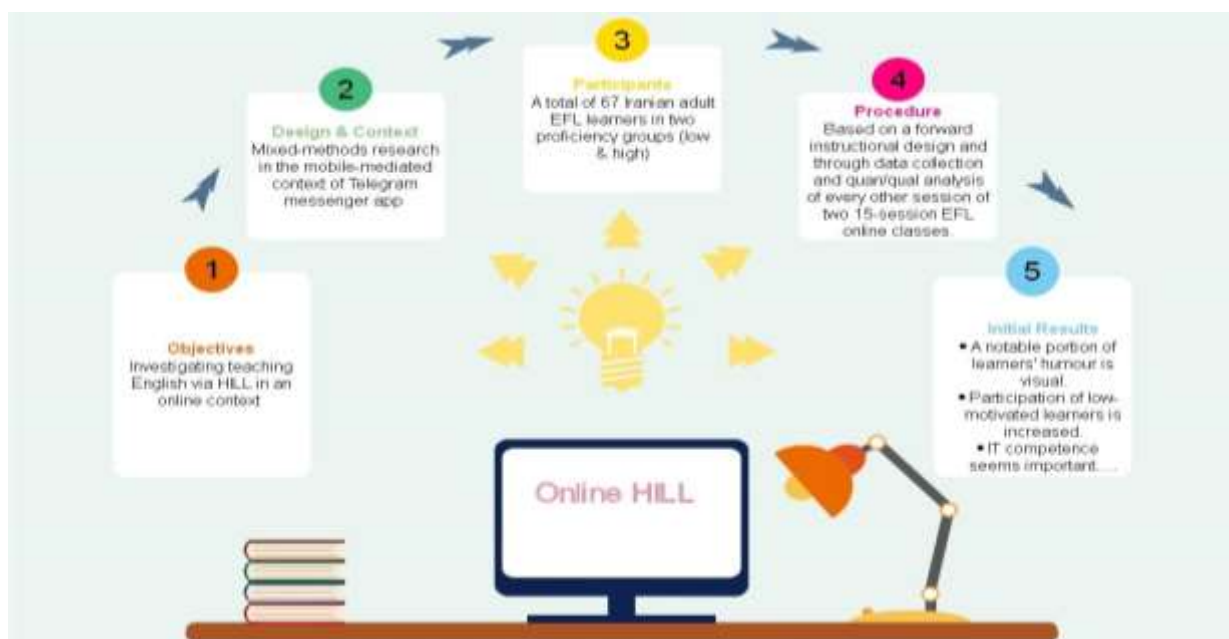 1
Objectives
Investigating teaching
English via HILL in an
online context
2
Design & Context
Mixed-methods research
in the mobile-mediated
context of Telegram
messenger app
3
Participants
A total of 67 Iranian adult
EFL learners in two
proficiency groups (low
& high)
4
Procedure
Based on a forward
instructional design and
through data collection
and quan/qual analysis
of every other session of
two 15-session EFL
online classes.
5
Initial Results
• A notable portion of
learners' humour is
visual.
• Participation of low-
motivated learners is
increased.
• IT competence
seems important....
Online HILL